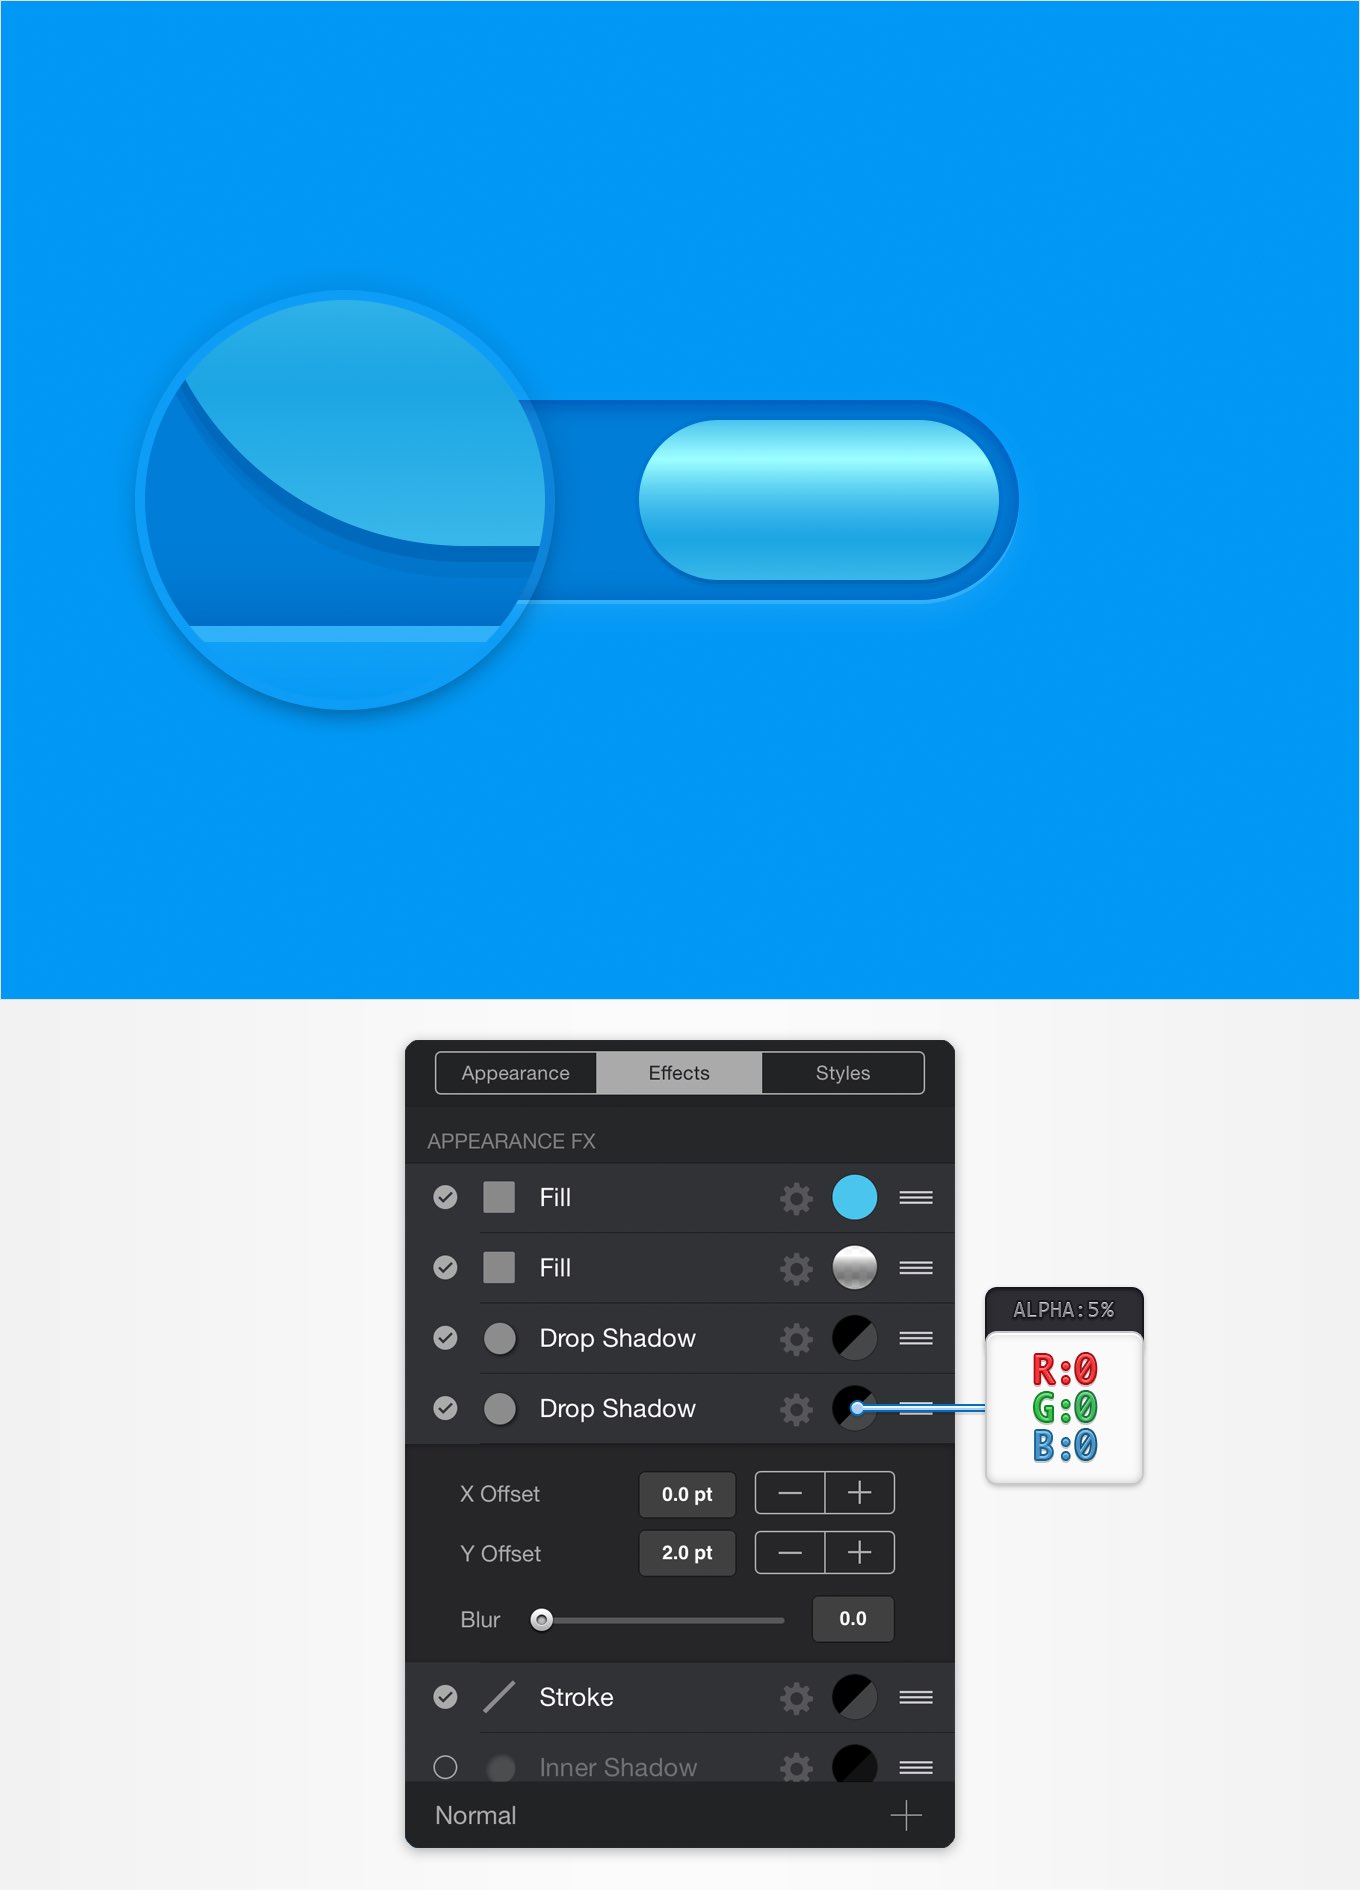 Appearance Effects Styles
APPEARANCE FX
Fill
Fill
Drop Shadow
Drop Shadow
ALPHA:5%
R:0
G:0
B:0
X Offset 0.0 pt
Y Offset 2.0 pt
Blur 0.0
Stroke
Inner Shadow
Normal